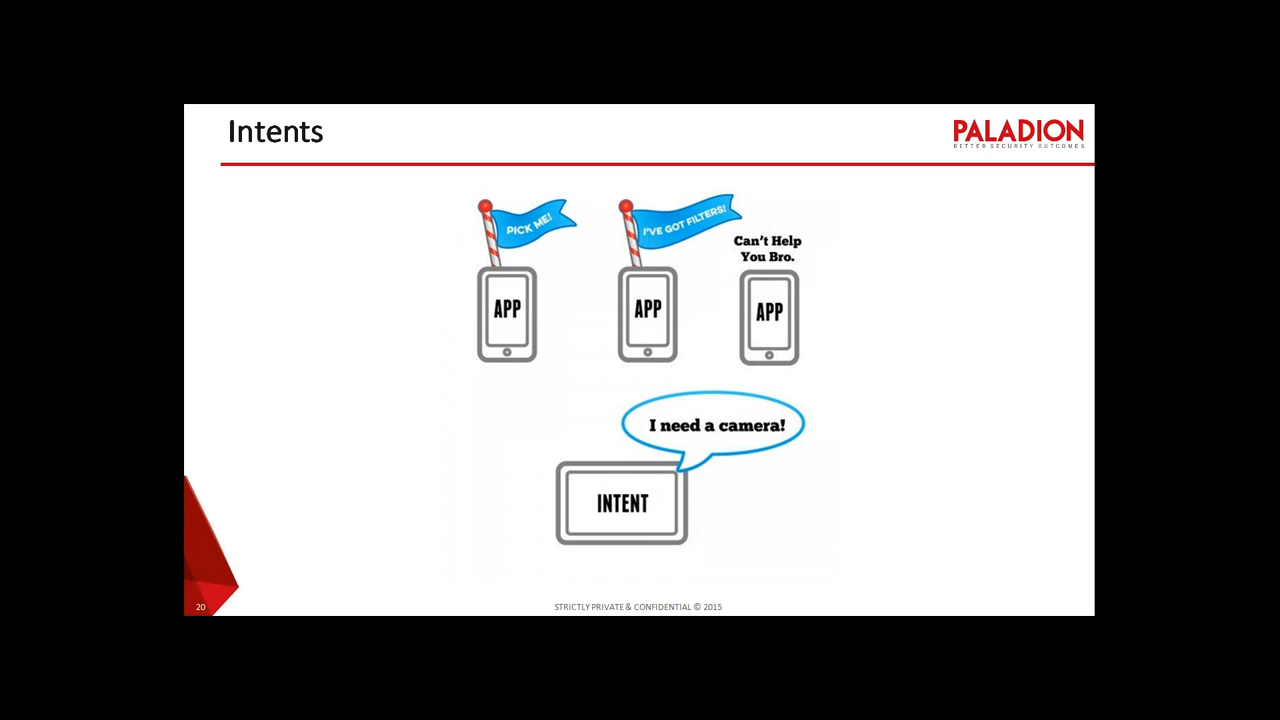 Intents
PALADION
BETTER SECURITY OUTCOMES
PICK ME!
I'VE GOT FILTERS!
Can't Help
You Bro.
APP
APP
APP
I need a camera!
INTENT
20
STRICTLY PRIVATE & CONFIDENTIAL © 2015